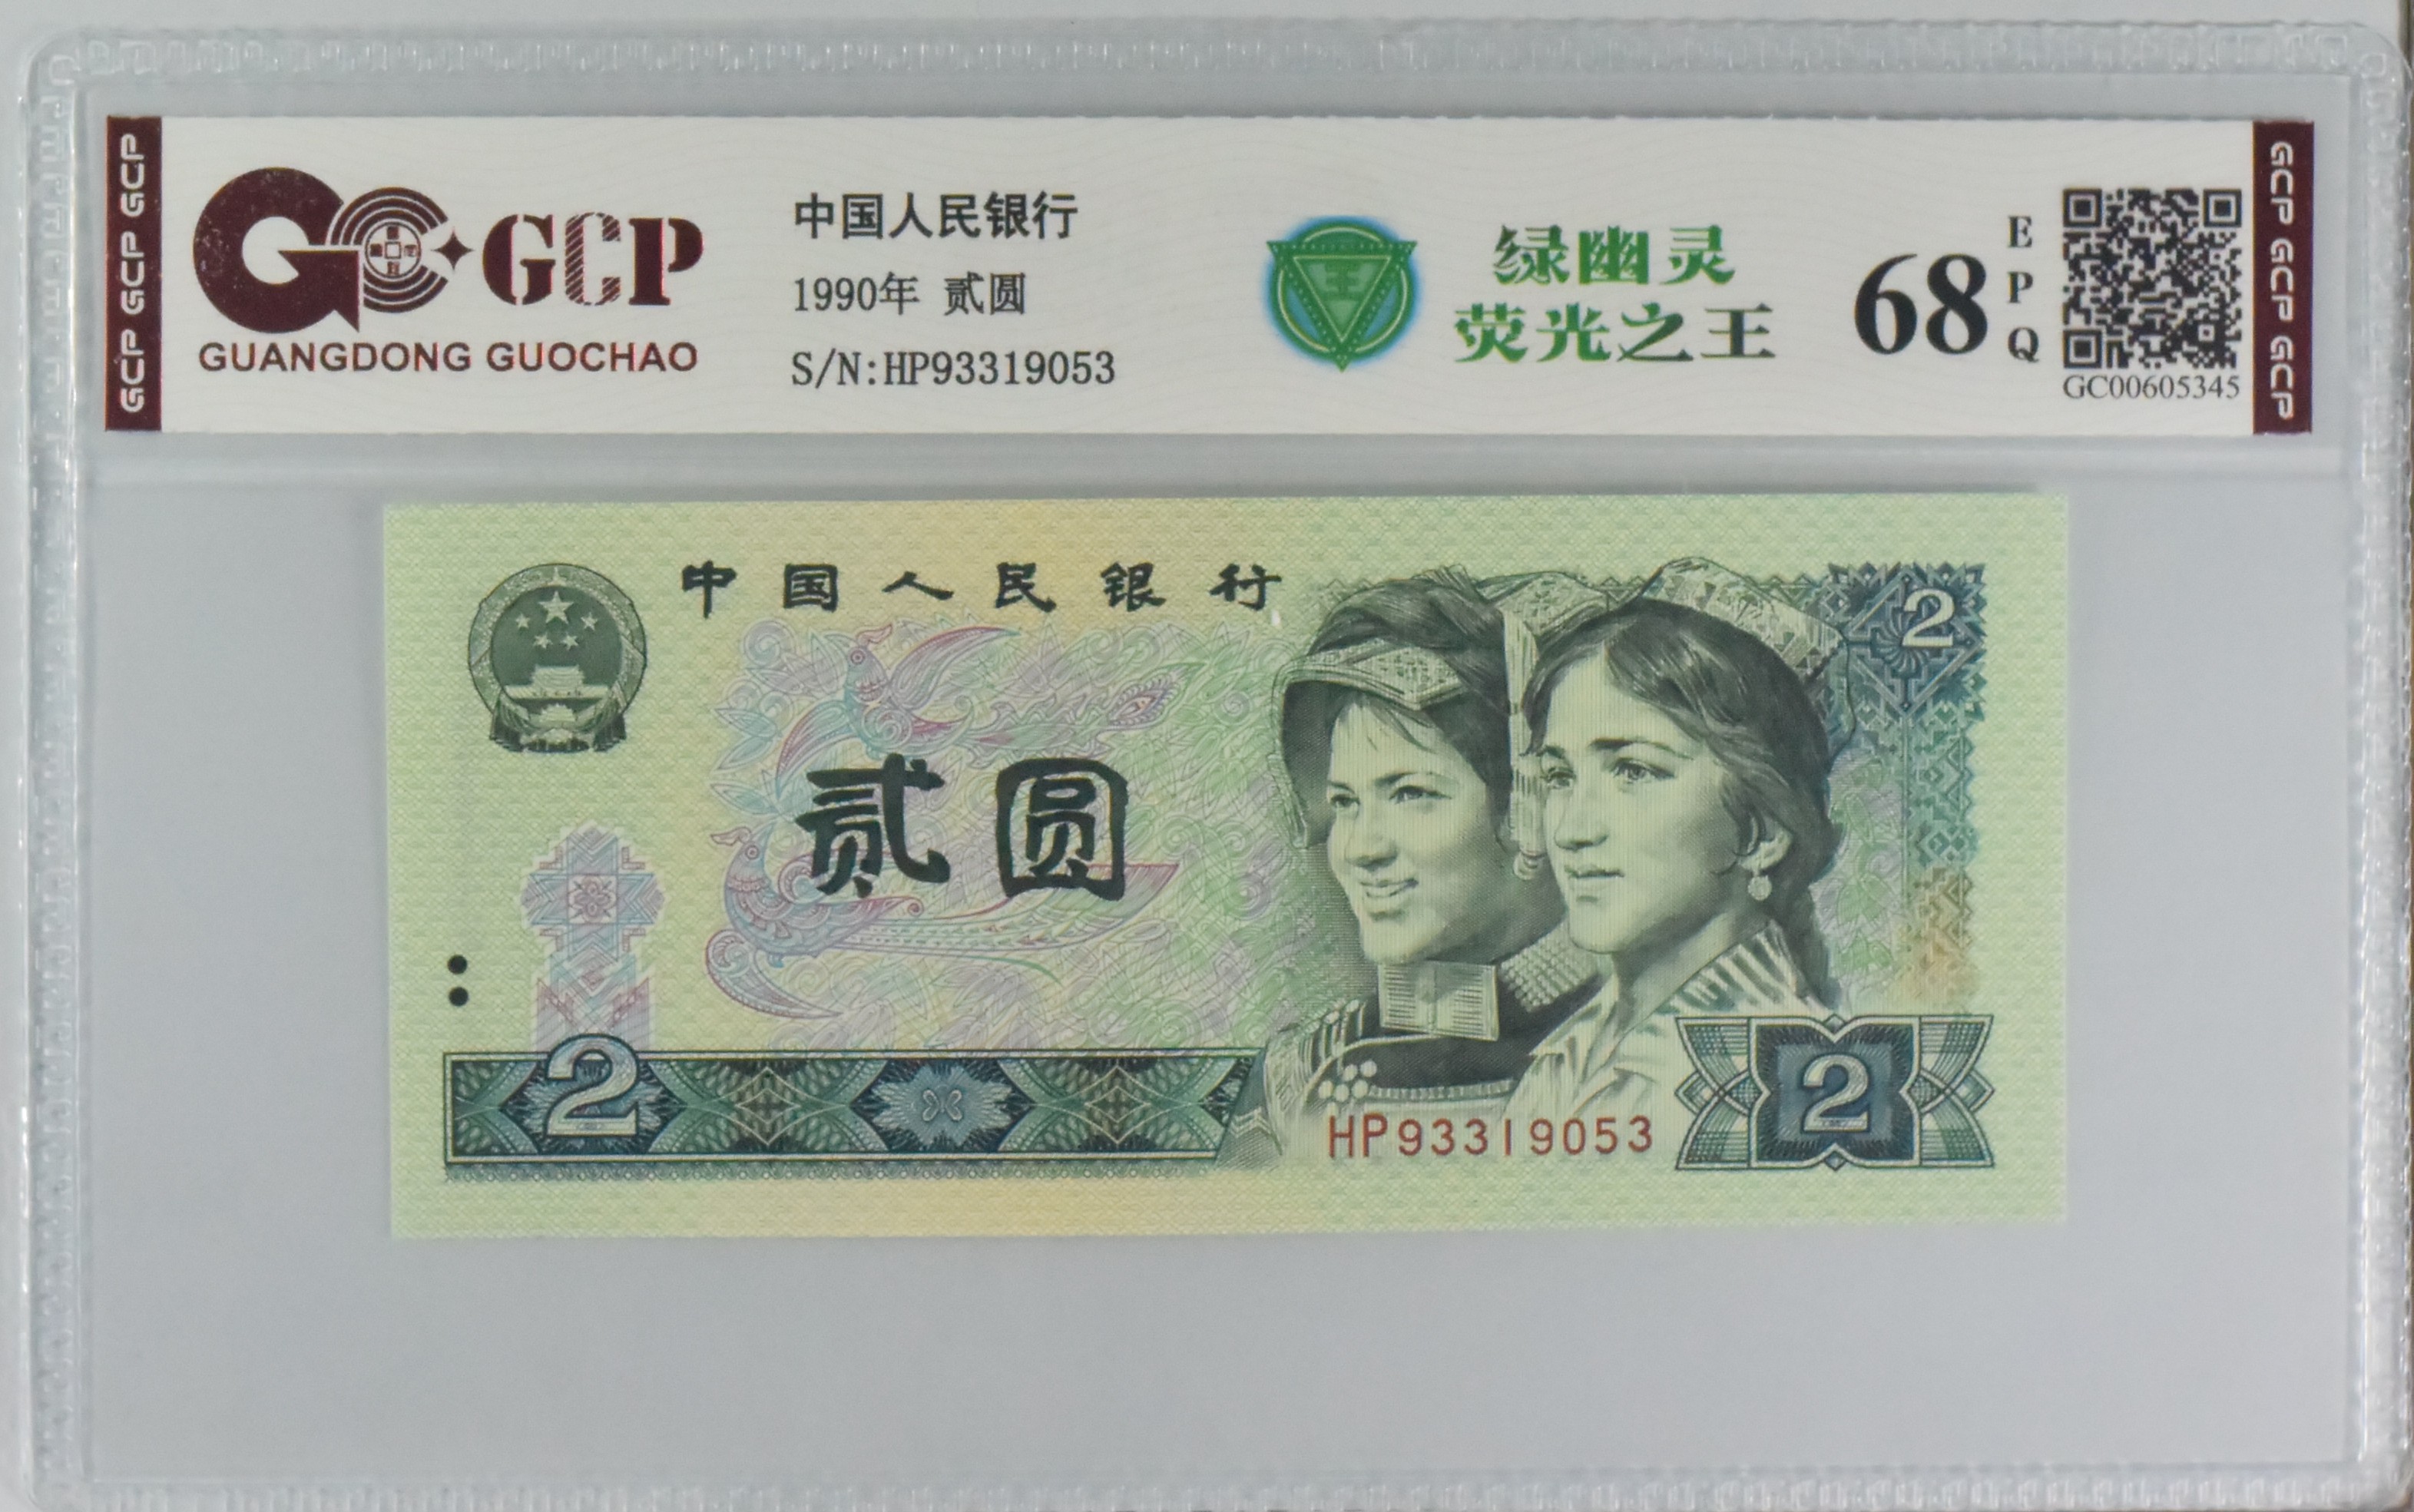 GCP GCP GCP
GCP
GUANGDONG GUOCHAO
中国人民银行
1990年 贰圆
S/N:HP93319053
王
绿幽灵
荧光之王
68
E
P
Q
GC00605345
GCP GCP GCP
中国人民银行
贰圆
2
2
HP93319053
2